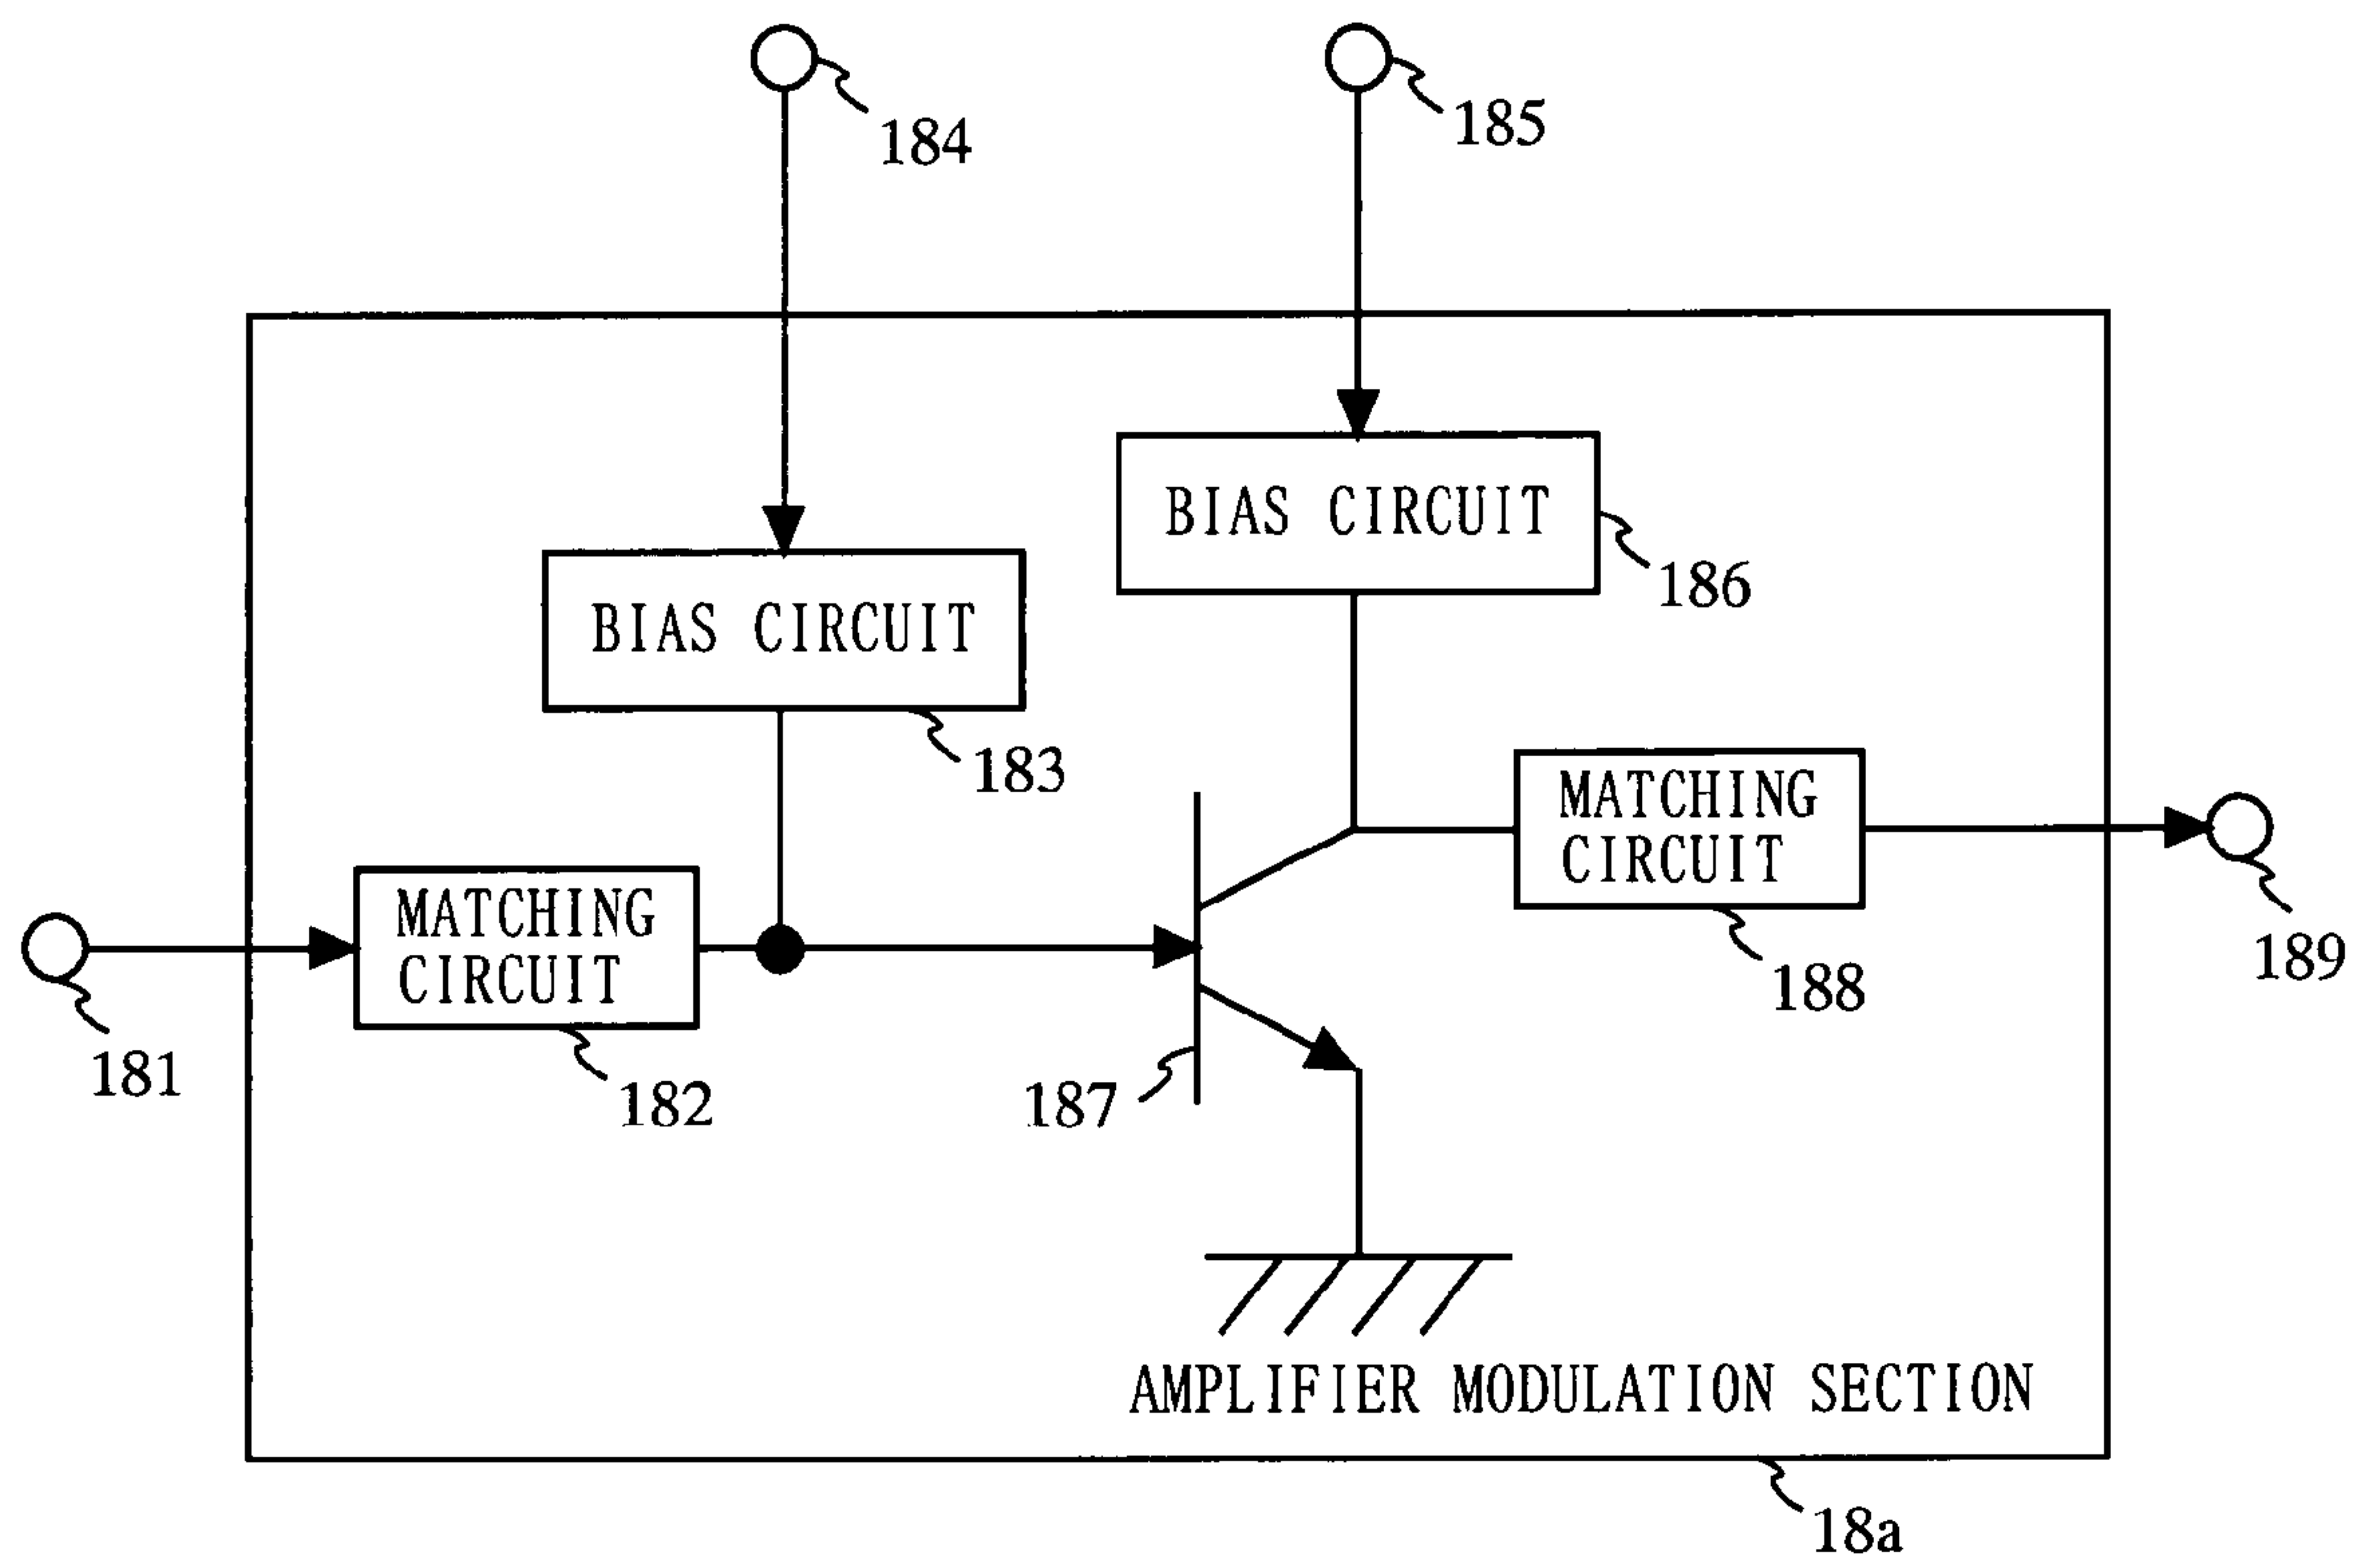 184
185
BIAS CIRCUIT
186
BIAS CIRCUIT
183
MATCHING
CIRCUIT
188
189
MATCHING
CIRCUIT
181
182
187
AMPLIFIER MODULATION SECTION
18a